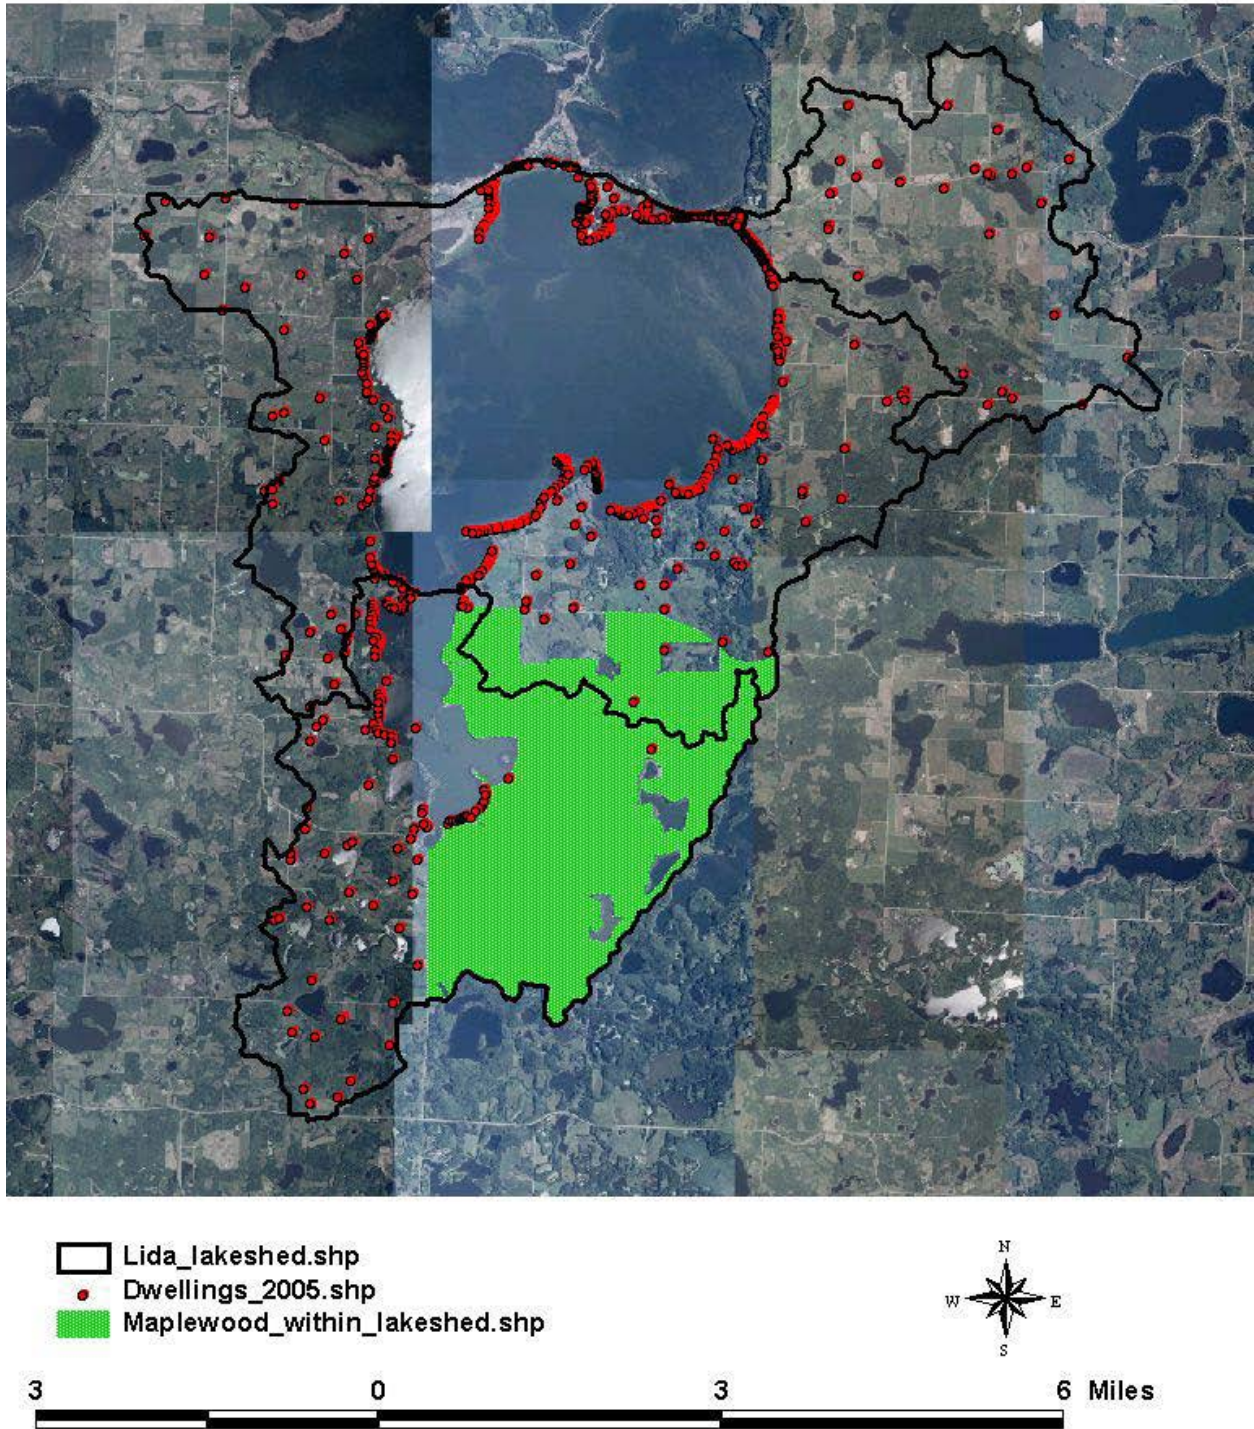 Lida_lakeshed.shp
Dwellings_2005.shp
Maplewood_within_lakeshed.shp
N
W E
S
3 0 3 6 Miles